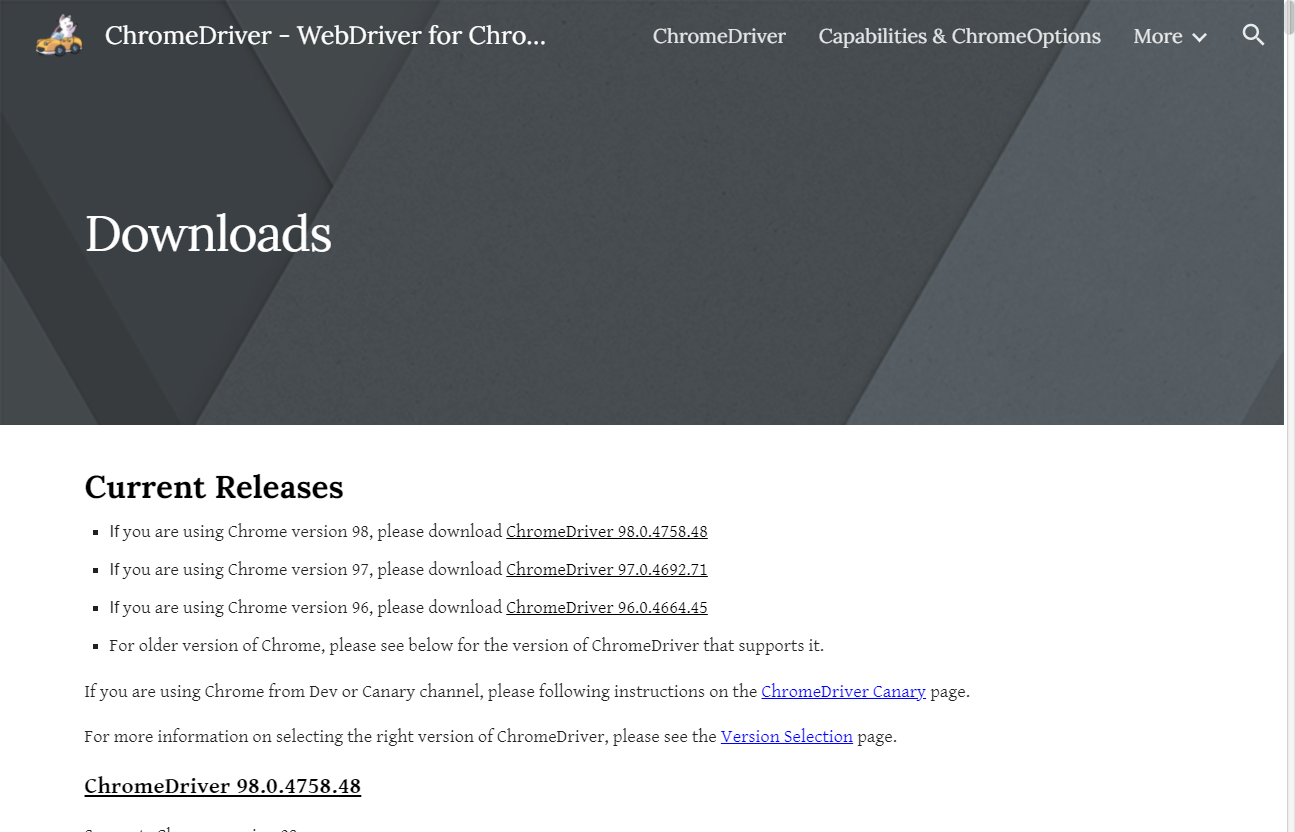 ChromeDriver - WebDriver for Chro...
ChromeDriver
Capabilities & ChromeOptions
More
Downloads
Current Releases
If you are using Chrome version 98, please download ChromeDriver 98.0.4758.48
If you are using Chrome version 97, please download ChromeDriver 97.0.4692.71
If you are using Chrome version 96, please download ChromeDriver 96.0.4664.45
For older version of Chrome, please see below for the version of ChromeDriver that supports it.
If you are using Chrome from Dev or Canary channel, please following instructions on the ChromeDriver Canary page.
For more information on selecting the right version of ChromeDriver, please see the Version Selection page.
ChromeDriver 98.0.4758.48